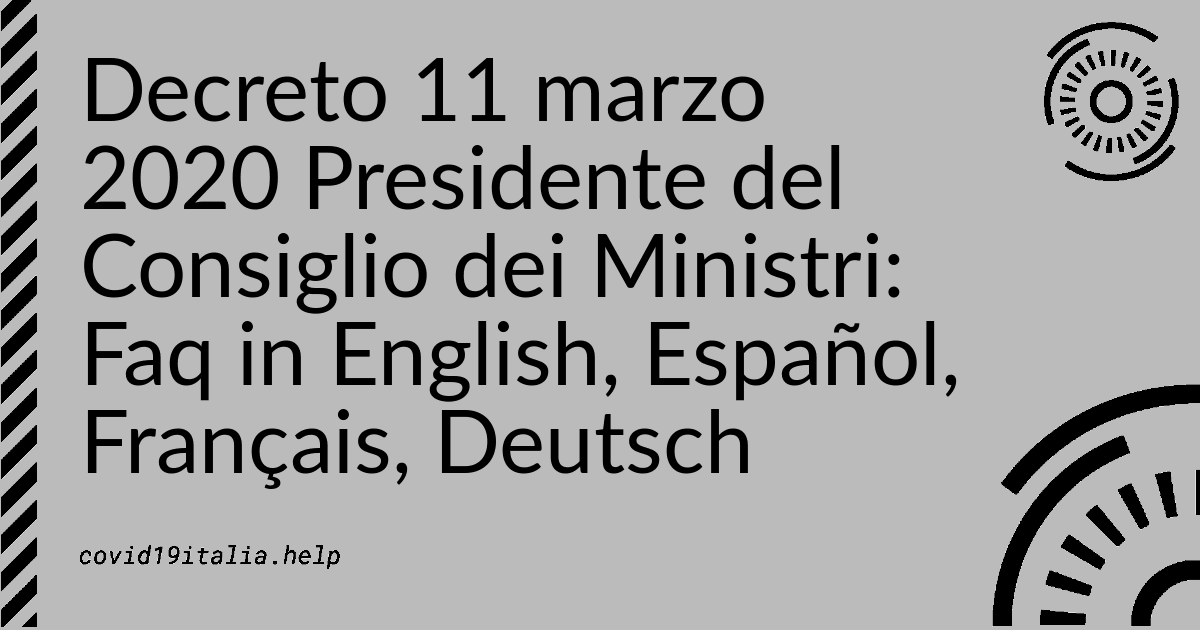 Decreto 11 marzo
2020 Presidente del
Consiglio dei Ministri:
Faq in English, Español,
Français, Deutsch
covid19italia.help